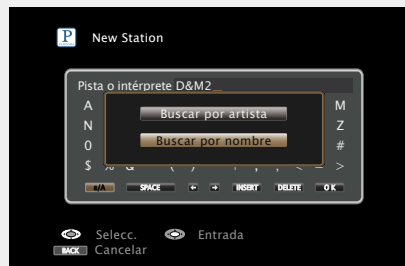 P New Station
Pista o intérprete D&M2_
A M
Buscar por artista
N Z
Buscar por nombre
0 #
$ % & ( ) >
a/A SPACE ← → INSERT DELETE OK
Selecc. Entrada
BACK Cancelar